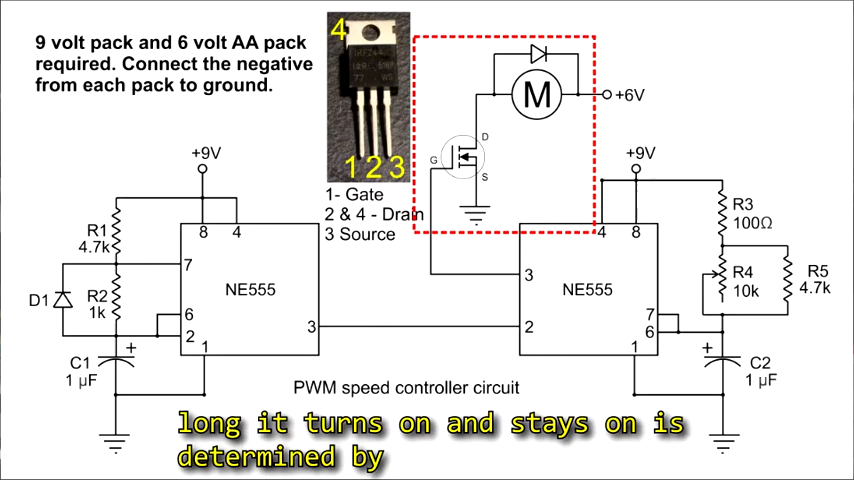 9 volt pack and 6 volt AA pack
required. Connect the negative
from each pack to ground.
4
1 2 3
1- Gate
2 & 4 - Drain
3 Source
M
+6V
D
G
S
+9V
R1
4.7k
8 4
7
D1
R2
1k
NE555
6
2
3
1
C1
+
1 µF
+9V
4 8
R3
100Ω
3
NE555
R4
10k
R5
4.7k
7
6
2
1
+
C2
1 µF
PWM speed controller circuit
long it turns on and stays on is
determined by